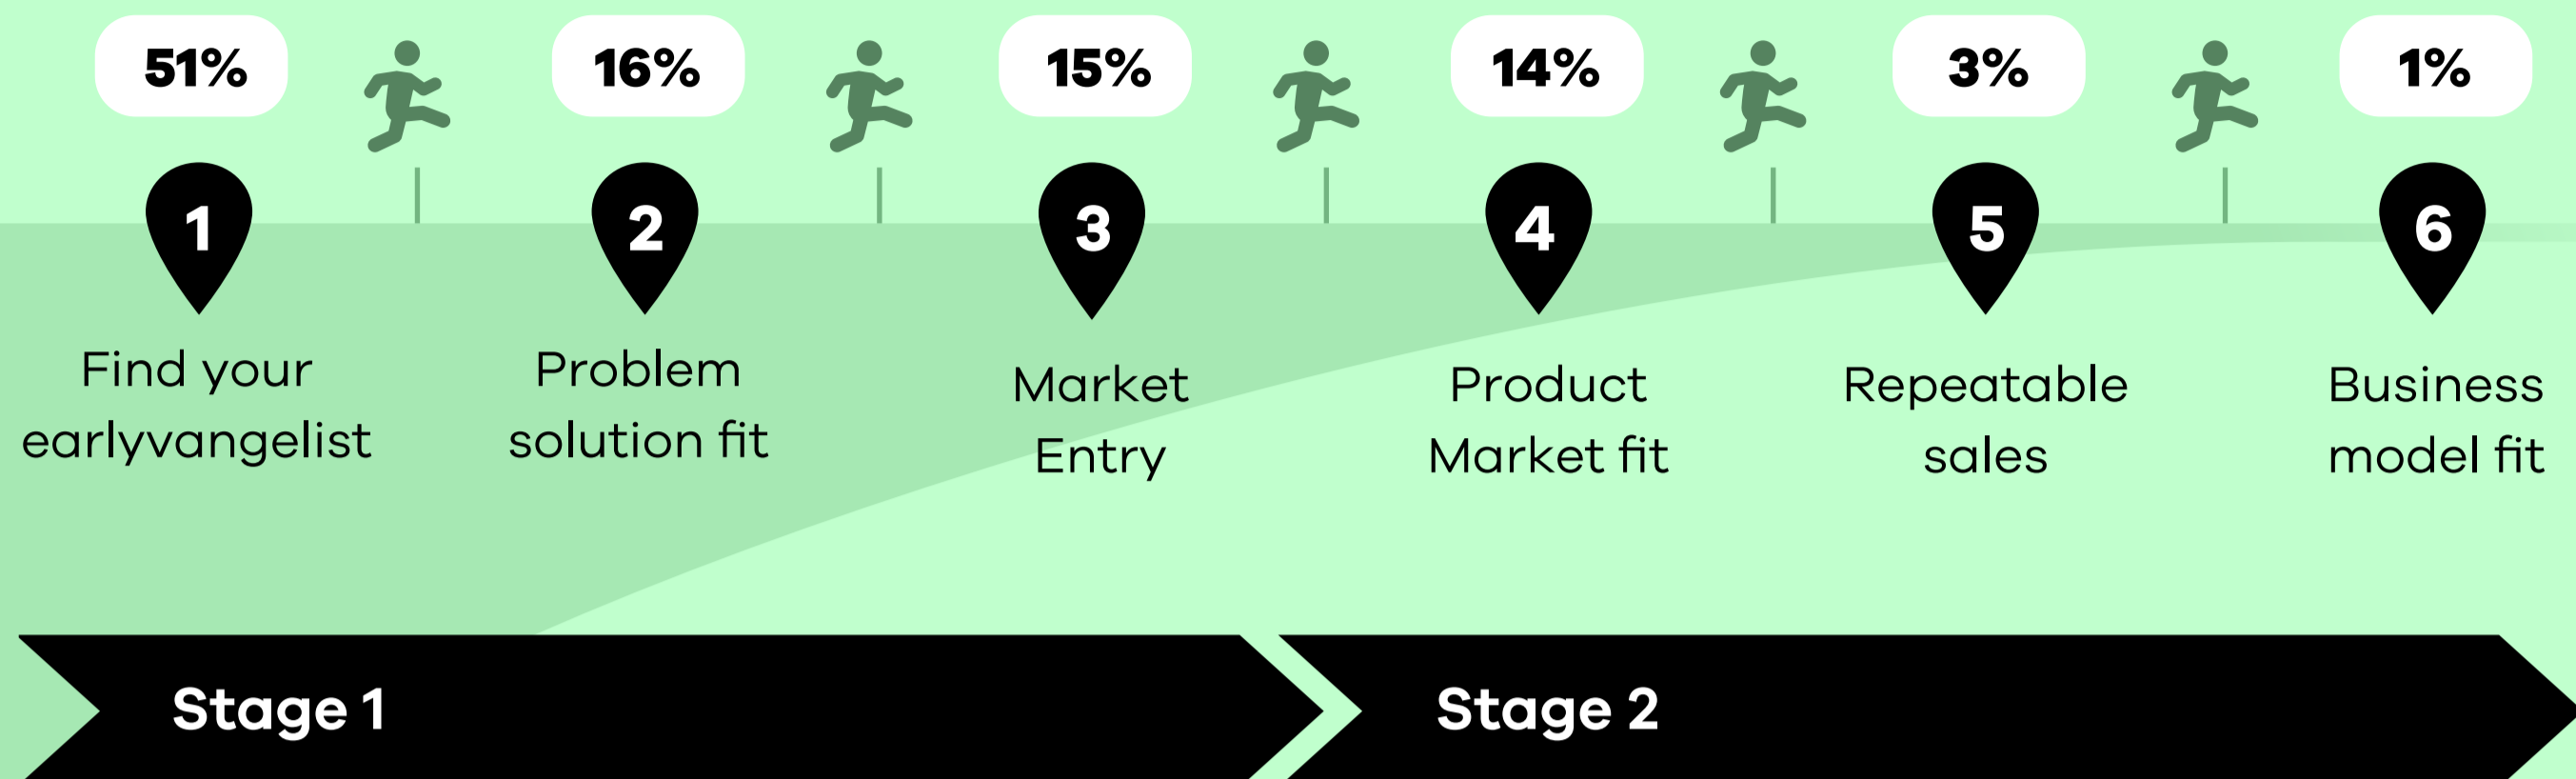 51%
16%
15%
14%
3%
1%
1
2
3
4
5
6
Find your
earlyvangelist
Problem
solution fit
Market
Entry
Product
Market fit
Repeatable
sales
Business
model fit
Stage 1
Stage 2